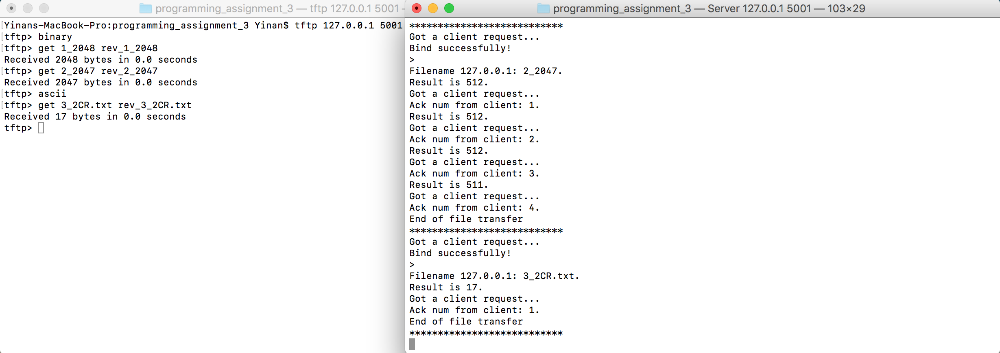 programming_assignment_3 — tftp 127.0.0.1 5001 –
[Yinans-MacBook-Pro:programming_assignment_3 Yinan$ tftp 127.0.0.1 5001
[tftp> binary
[tftp> get 1_2048 rev_1_2048
Received 2048 bytes in 0.0 seconds
[tftp> get 2_2047 rev_2_2047
Received 2047 bytes in 0.0 seconds
[tftp> ascii
[tftp> get 3_2CR.txt rev_3_2CR.txt
Received 17 bytes in 0.0 seconds
tftp>
programming_assignment_3 — Server 127.0.0.1 5001 — 103×29
***************************
Got a client request...
Bind successfully!
>
Filename 127.0.0.1: 2_2047.
Result is 512.
Got a client request...
Ack num from client: 1.
Result is 512.
Got a client request...
Ack num from client: 2.
Result is 512.
Got a client request...
Ack num from client: 3.
Result is 511.
Got a client request...
Ack num from client: 4.
End of file transfer
***************************
Got a client request...
Bind successfully!
>
Filename 127.0.0.1: 3_2CR.txt.
Result is 17.
Got a client request...
Ack num from client: 1.
End of file transfer
***************************